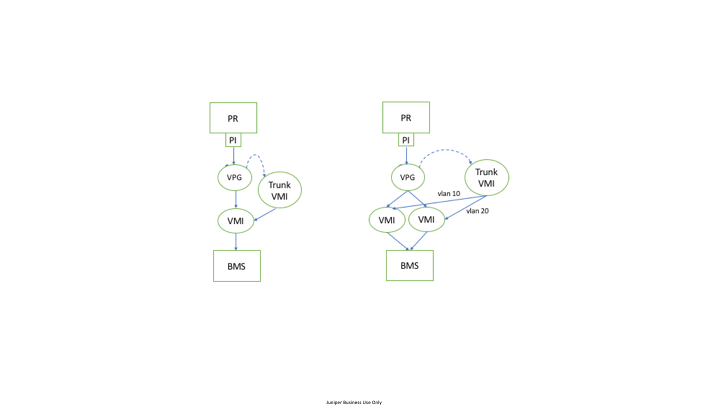 PR
PI
VPG
Trunk
VMI
VMI
BMS
PR
PI
VPG
Trunk
VMI
vlan 10
vlan 20
VMI
VMI
BMS
Juniper Business Use Only